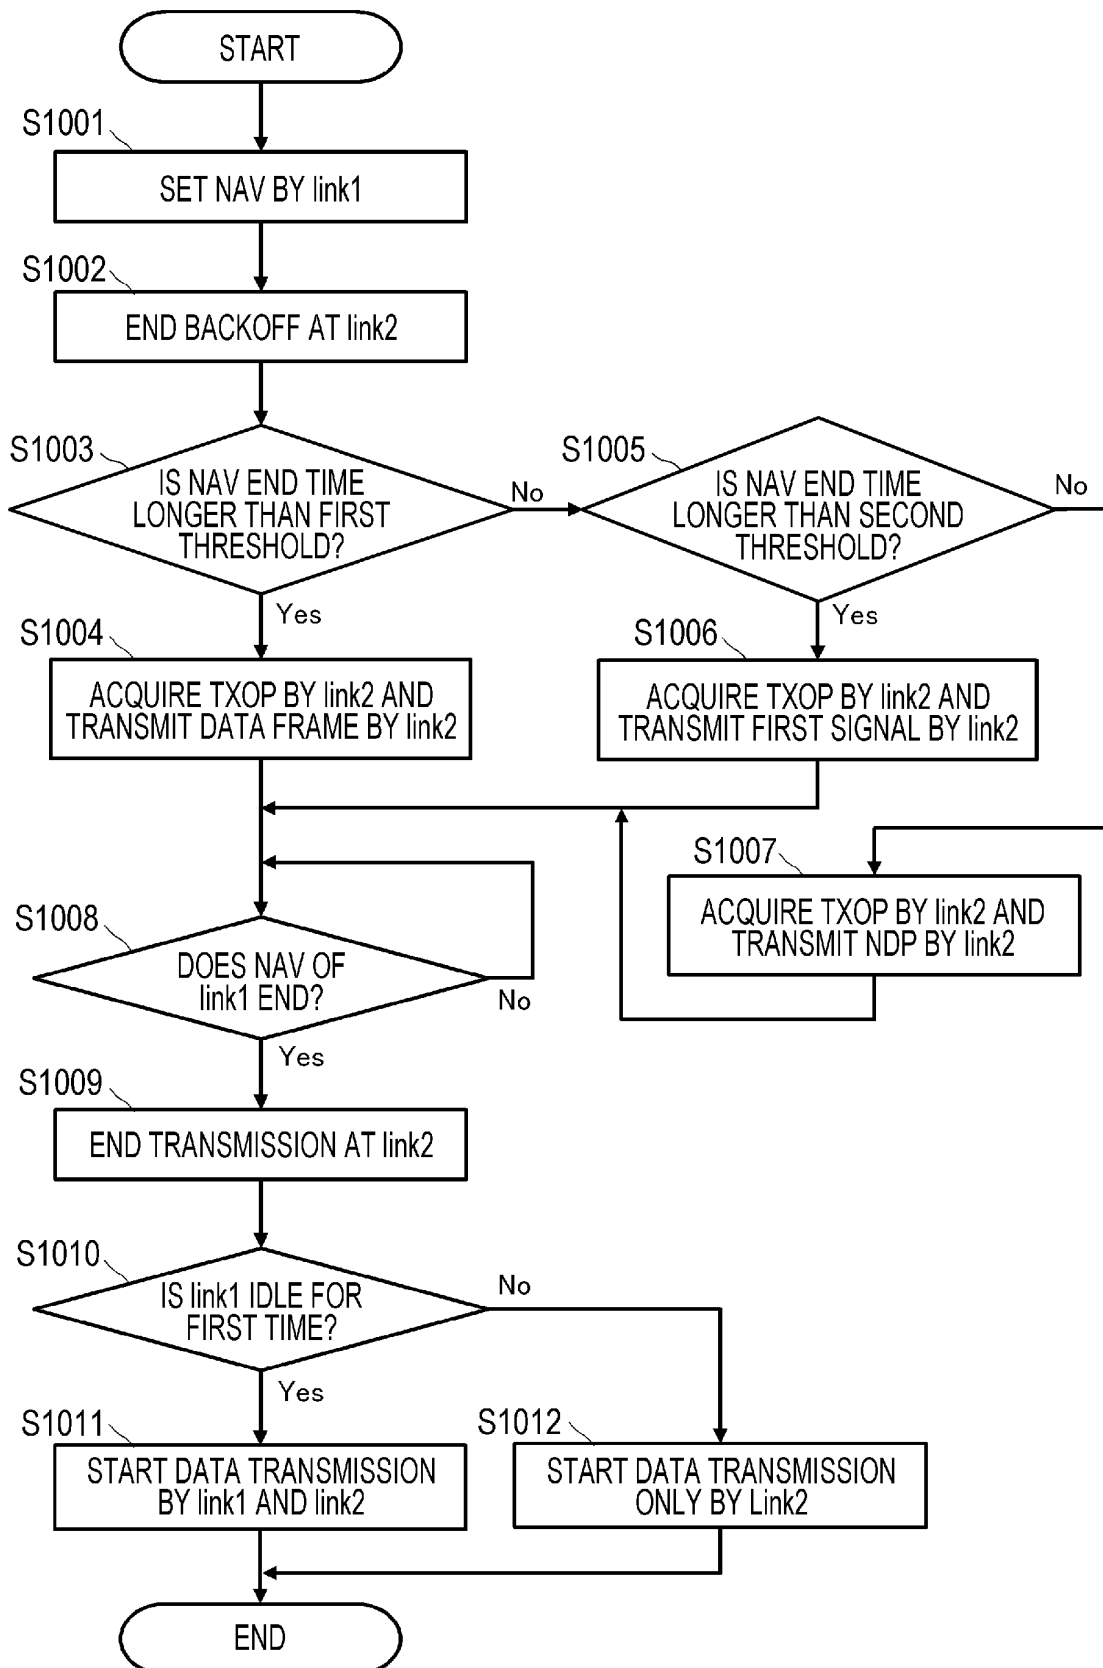 START
S1001
SET NAV BY link1
S1002
END BACKOFF AT link2
S1003
IS NAV END TIME
LONGER THAN FIRST
THRESHOLD?
No
Yes
S1005
IS NAV END TIME
LONGER THAN SECOND
THRESHOLD?
No
Yes
S1004
ACQUIRE TXOP BY link2 AND
TRANSMIT DATA FRAME BY link2
S1006
ACQUIRE TXOP BY link2 AND
TRANSMIT FIRST SIGNAL BY link2
S1007
ACQUIRE TXOP BY link2 AND
TRANSMIT NDP BY link2
S1008
DOES NAV OF
link1 END?
No
Yes
S1009
END TRANSMISSION AT link2
S1010
IS link1 IDLE FOR
FIRST TIME?
No
Yes
S1011
START DATA TRANSMISSION
BY link1 AND link2
S1012
START DATA TRANSMISSION
ONLY BY Link2
END